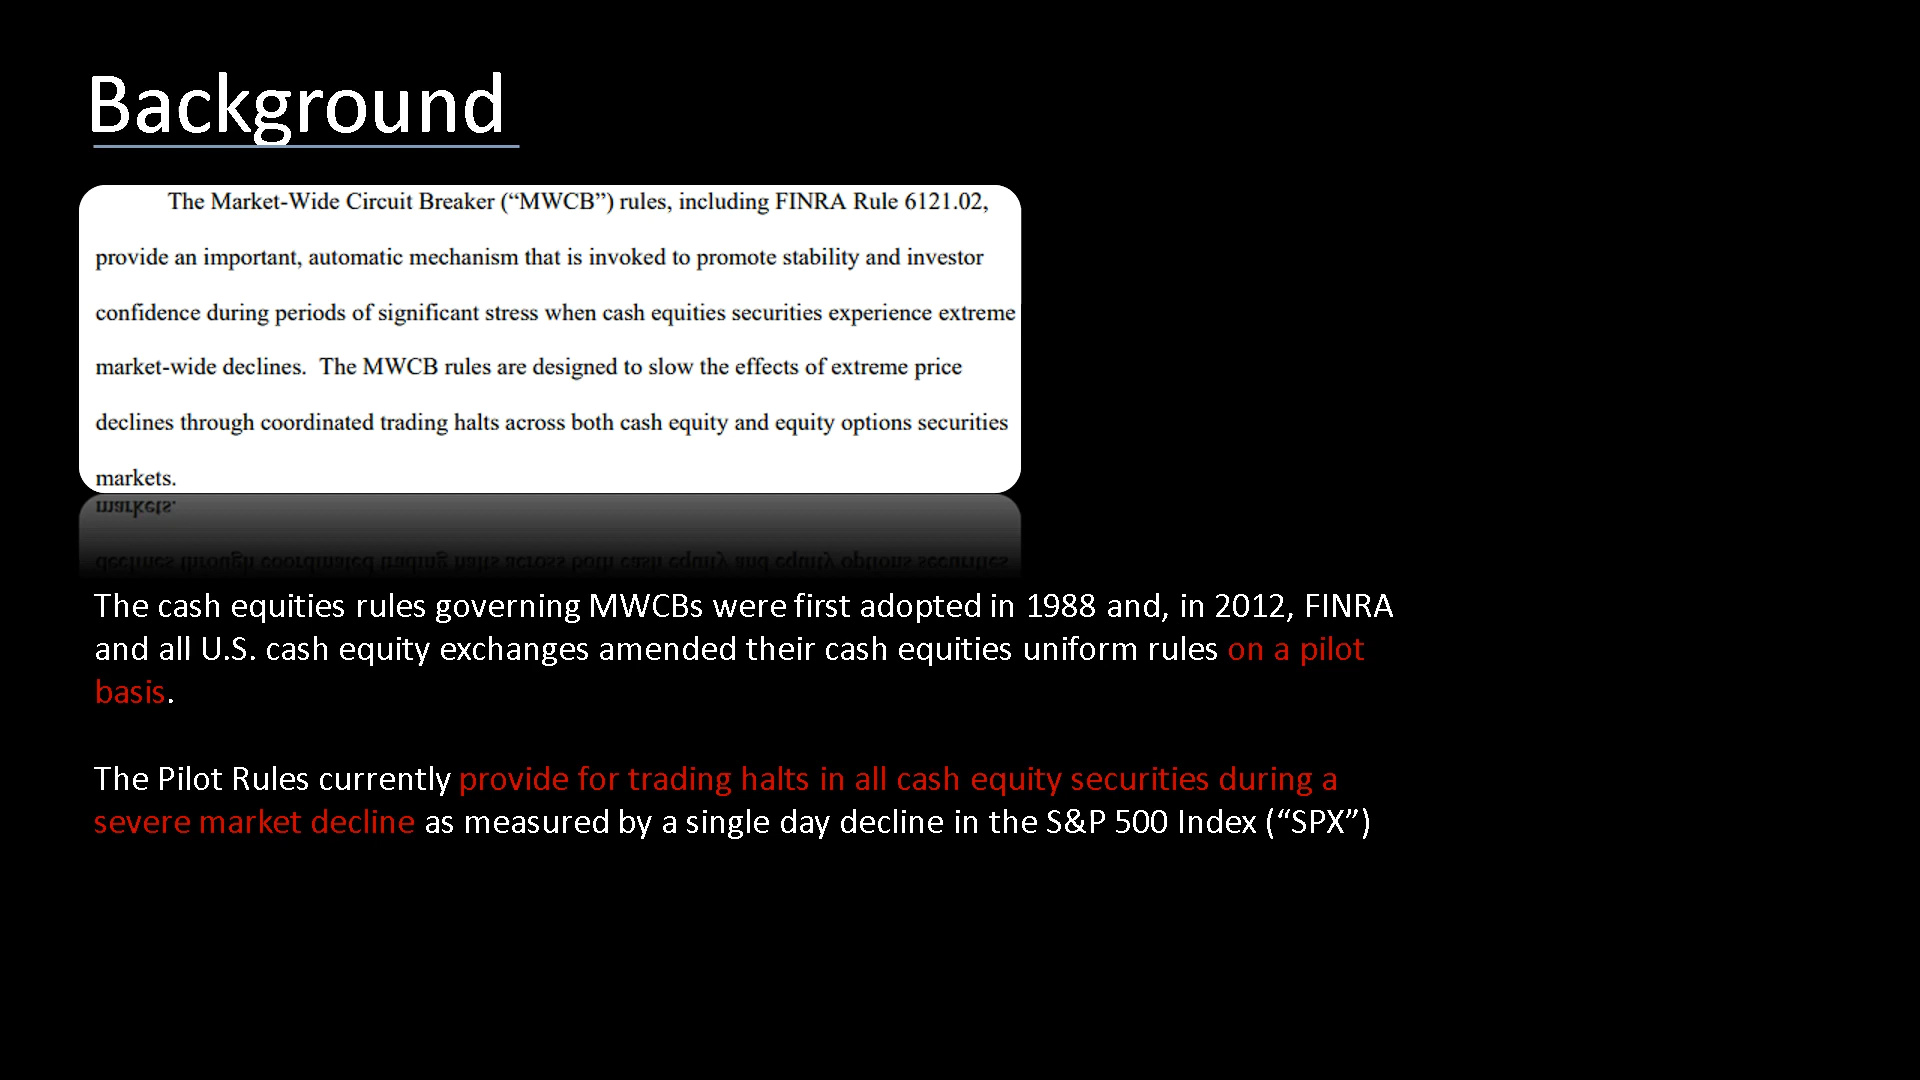 Background
The Market-Wide Circuit Breaker (“MWCB”) rules, including FINRA Rule 6121.02,
provide an important, automatic mechanism that is invoked to promote stability and investor
confidence during periods of significant stress when cash equities securities experience extreme
market-wide declines.  The MWCB rules are designed to slow the effects of extreme price
declines through coordinated trading halts across both cash equity and equity options securities
markets.
The cash equities rules governing MWCBs were first adopted in 1988 and, in 2012, FINRA
and all U.S. cash equity exchanges amended their cash equities uniform rules on a pilot
basis.
The Pilot Rules currently provide for trading halts in all cash equity securities during a
severe market decline as measured by a single day decline in the S&P 500 Index (“SPX”)